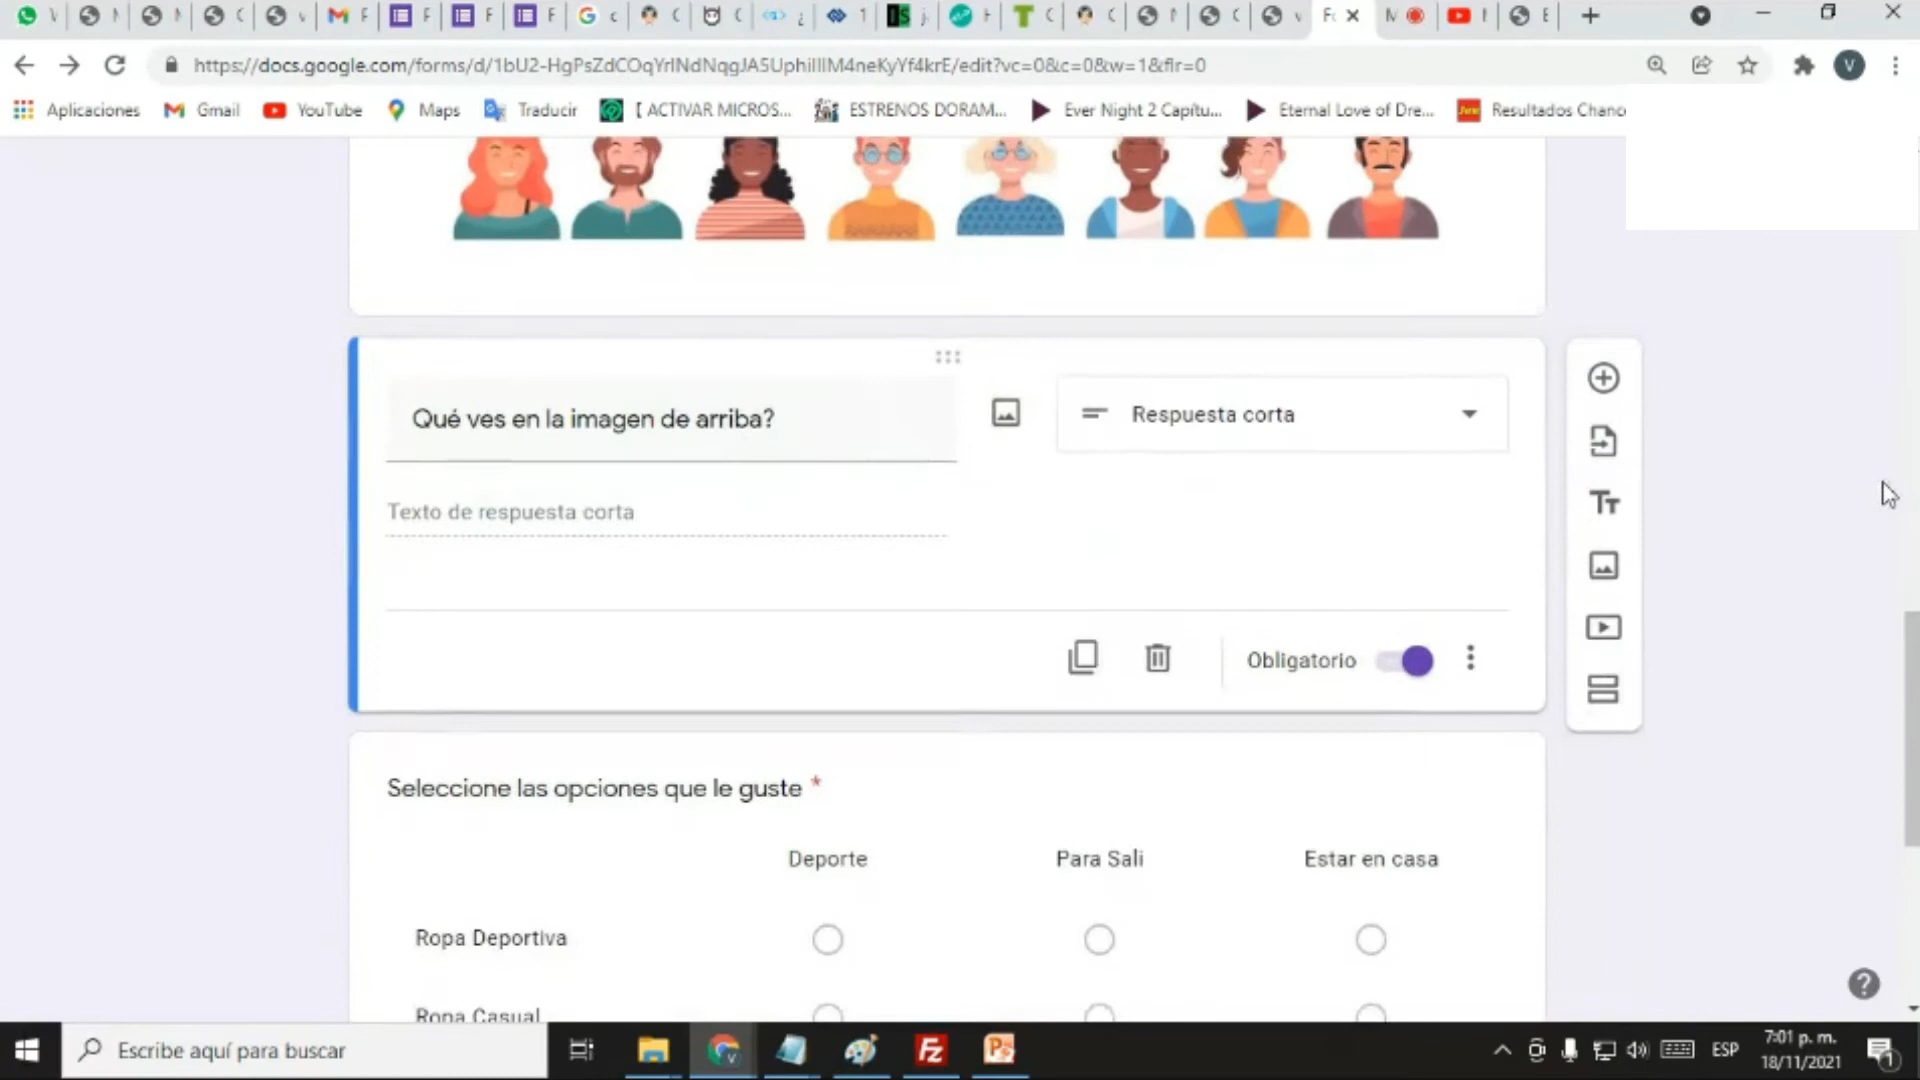 https://docs.google.com/forms/d/1bU2-HgPsZdCOqYrINdNqgJA5UphiIIIM4neKyYf4krE/edit?vc=0&c=0&w=1&flr=0
V
Aplicaciones
Gmail
YouTube
Maps
Traducir
[ ACTIVAR MICROS...
ESTRENOS DORAM...
Ever Night 2 Capítu...
Eternal Love of Dre...
Resultados Chance
Qué ves en la imagen de arriba?
Respuesta corta
Texto de respuesta corta
Obligatorio
Tt
Seleccione las opciones que le guste *
Deporte
Para Sali
Estar en casa
Ropa Deportiva
Ropa Casual
Escribe aquí para buscar
ESP
7:01 p. m.
18/11/2021